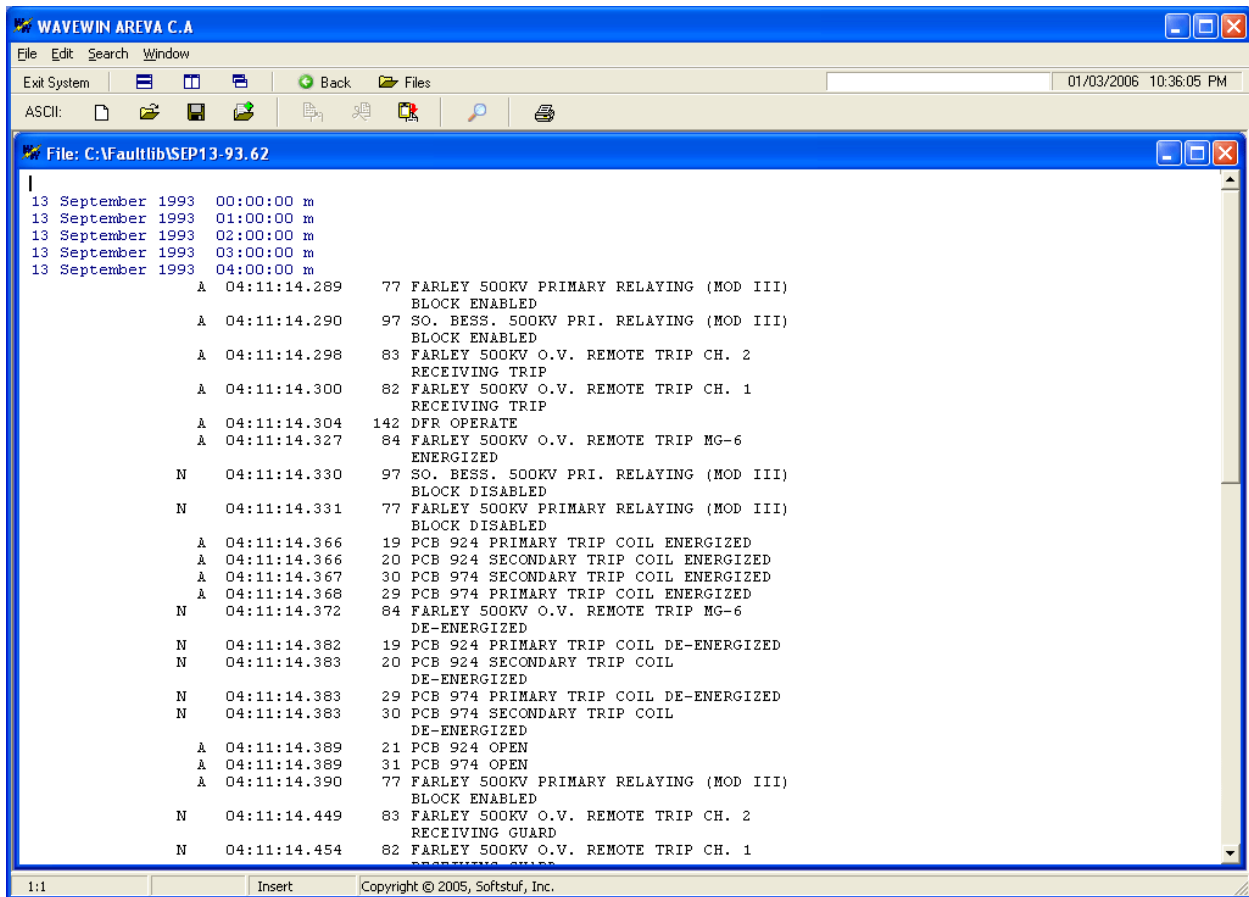 WAVEWIN AREVA C.A
File Edit Search Window
Exit System Back Files 01/03/2006 10:36:05 PM
ASCII:
File: C:\Faultlib\SEP13-93.62
13 September 1993 00:00:00 m
13 September 1993 01:00:00 m
13 September 1993 02:00:00 m
13 September 1993 03:00:00 m
13 September 1993 04:00:00 m
A 04:11:14.289 77 FARLEY 500KV PRIMARY RELAYING (MOD III)
BLOCK ENABLED
A 04:11:14.290 97 SO. BESS. 500KV PRI. RELAYING (MOD III)
BLOCK ENABLED
A 04:11:14.298 83 FARLEY 500KV O.V. REMOTE TRIP CH. 2
RECEIVING TRIP
A 04:11:14.300 82 FARLEY 500KV O.V. REMOTE TRIP CH. 1
RECEIVING TRIP
A 04:11:14.304 142 DFR OPERATE
A 04:11:14.327 84 FARLEY 500KV O.V. REMOTE TRIP MG-6
ENERGIZED
N 04:11:14.330 97 SO. BESS. 500KV PRI. RELAYING (MOD III)
BLOCK DISABLED
N 04:11:14.331 77 FARLEY 500KV PRIMARY RELAYING (MOD III)
BLOCK DISABLED
A 04:11:14.366 19 PCB 924 PRIMARY TRIP COIL ENERGIZED
A 04:11:14.366 20 PCB 924 SECONDARY TRIP COIL ENERGIZED
A 04:11:14.367 30 PCB 974 SECONDARY TRIP COIL ENERGIZED
A 04:11:14.368 29 PCB 974 PRIMARY TRIP COIL ENERGIZED
N 04:11:14.372 84 FARLEY 500KV O.V. REMOTE TRIP MG-6
DE-ENERGIZED
N 04:11:14.382 19 PCB 924 PRIMARY TRIP COIL DE-ENERGIZED
N 04:11:14.383 20 PCB 924 SECONDARY TRIP COIL
DE-ENERGIZED
N 04:11:14.383 29 PCB 974 PRIMARY TRIP COIL DE-ENERGIZED
N 04:11:14.383 30 PCB 974 SECONDARY TRIP COIL
DE-ENERGIZED
A 04:11:14.389 21 PCB 924 OPEN
A 04:11:14.389 31 PCB 974 OPEN
A 04:11:14.390 77 FARLEY 500KV PRIMARY RELAYING (MOD III)
BLOCK ENABLED
N 04:11:14.449 83 FARLEY 500KV O.V. REMOTE TRIP CH. 2
RECEIVING GUARD
N 04:11:14.454 82 FARLEY 500KV O.V. REMOTE TRIP CH. 1
1:1 Insert Copyright © 2005, Softstuf, Inc.